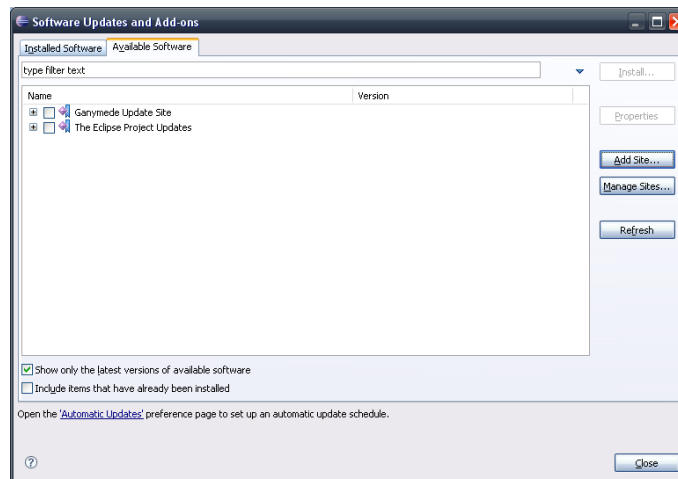 Software Updates and Add-ons
Installed Software Available Software
type filter text
Install...
Name Version
Ganymede Update Site
Properties
The Eclipse Project Updates
Add Site...
Manage Sites...
Refresh
Show only the latest versions of available software
Include items that have already been installed
Open the 'Automatic Updates' preference page to set up an automatic update schedule.
?
Close